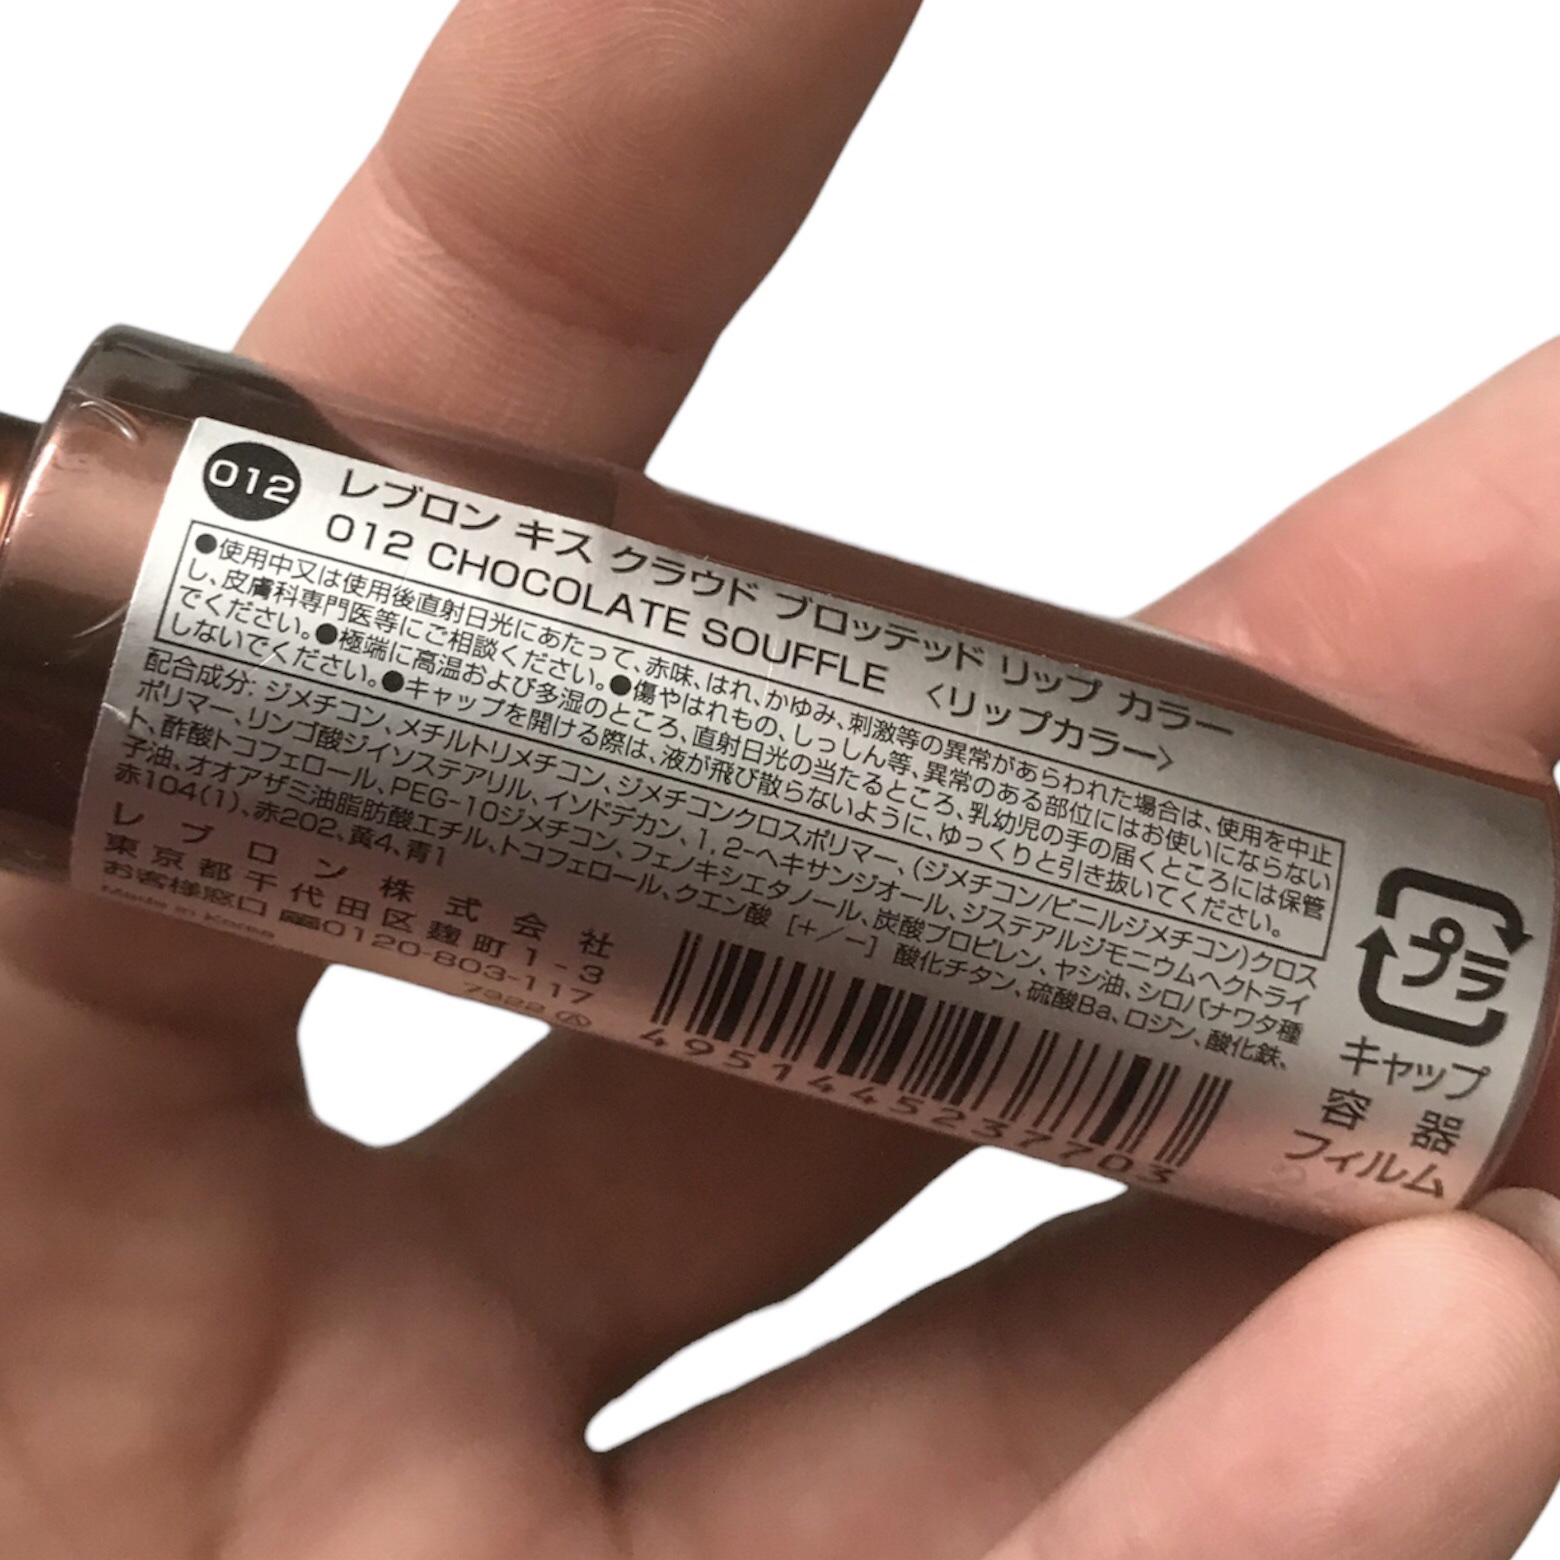 012
レブロン キス クラウド ブロッテッド リップ カラー
012 CHOCOLATE SOUFFLE 〈リップカラー〉
●使用中又は使用後直射日光にあたって、赤味、はれ、かゆみ、刺激等の異常があらわれた場合は、使用を中止
し、皮膚科専門医等にご相談ください。●傷やはれもの、しっしん等、異常のある部位にはお使いにならない
でください。●極端に高温および多湿のところ、直射日光の当たるところ、乳幼児の手の届くところには保管
しないでください。●キャップを開ける際は、液が飛び散らないように、ゆっくりと引き抜いてください。
配合成分: ジメチコン、メチルトリメチコン、ジメチコンクロスポリマー、(ジメチコン/ビニルジメチコン)クロス
ポリマー、リンゴ酸ジイソステアリル、イソドデカン、1, 2-ヘキサンジオール、ジステアルジモニウムヘクトライ
ト、酢酸トコフェロール、PEG-10ジメチコン、フェノキシエタノール、炭酸プロピレン、ヤシ油、シロバナワタ種
子油、オオアザミ油脂肪酸エチル、トコフェロール、クエン酸 [+/-] 酸化チタン、硫酸Ba、ロジン、酸化鉄、
赤104(1)、赤202、黄4、青1
レブロン株式会社
東京都千代田区麹町1-3
お客様窓口 0120-803-117
Made in Korea
7922 Ⓐ
4951445237703
プラ
キャップ
容器
フィルム